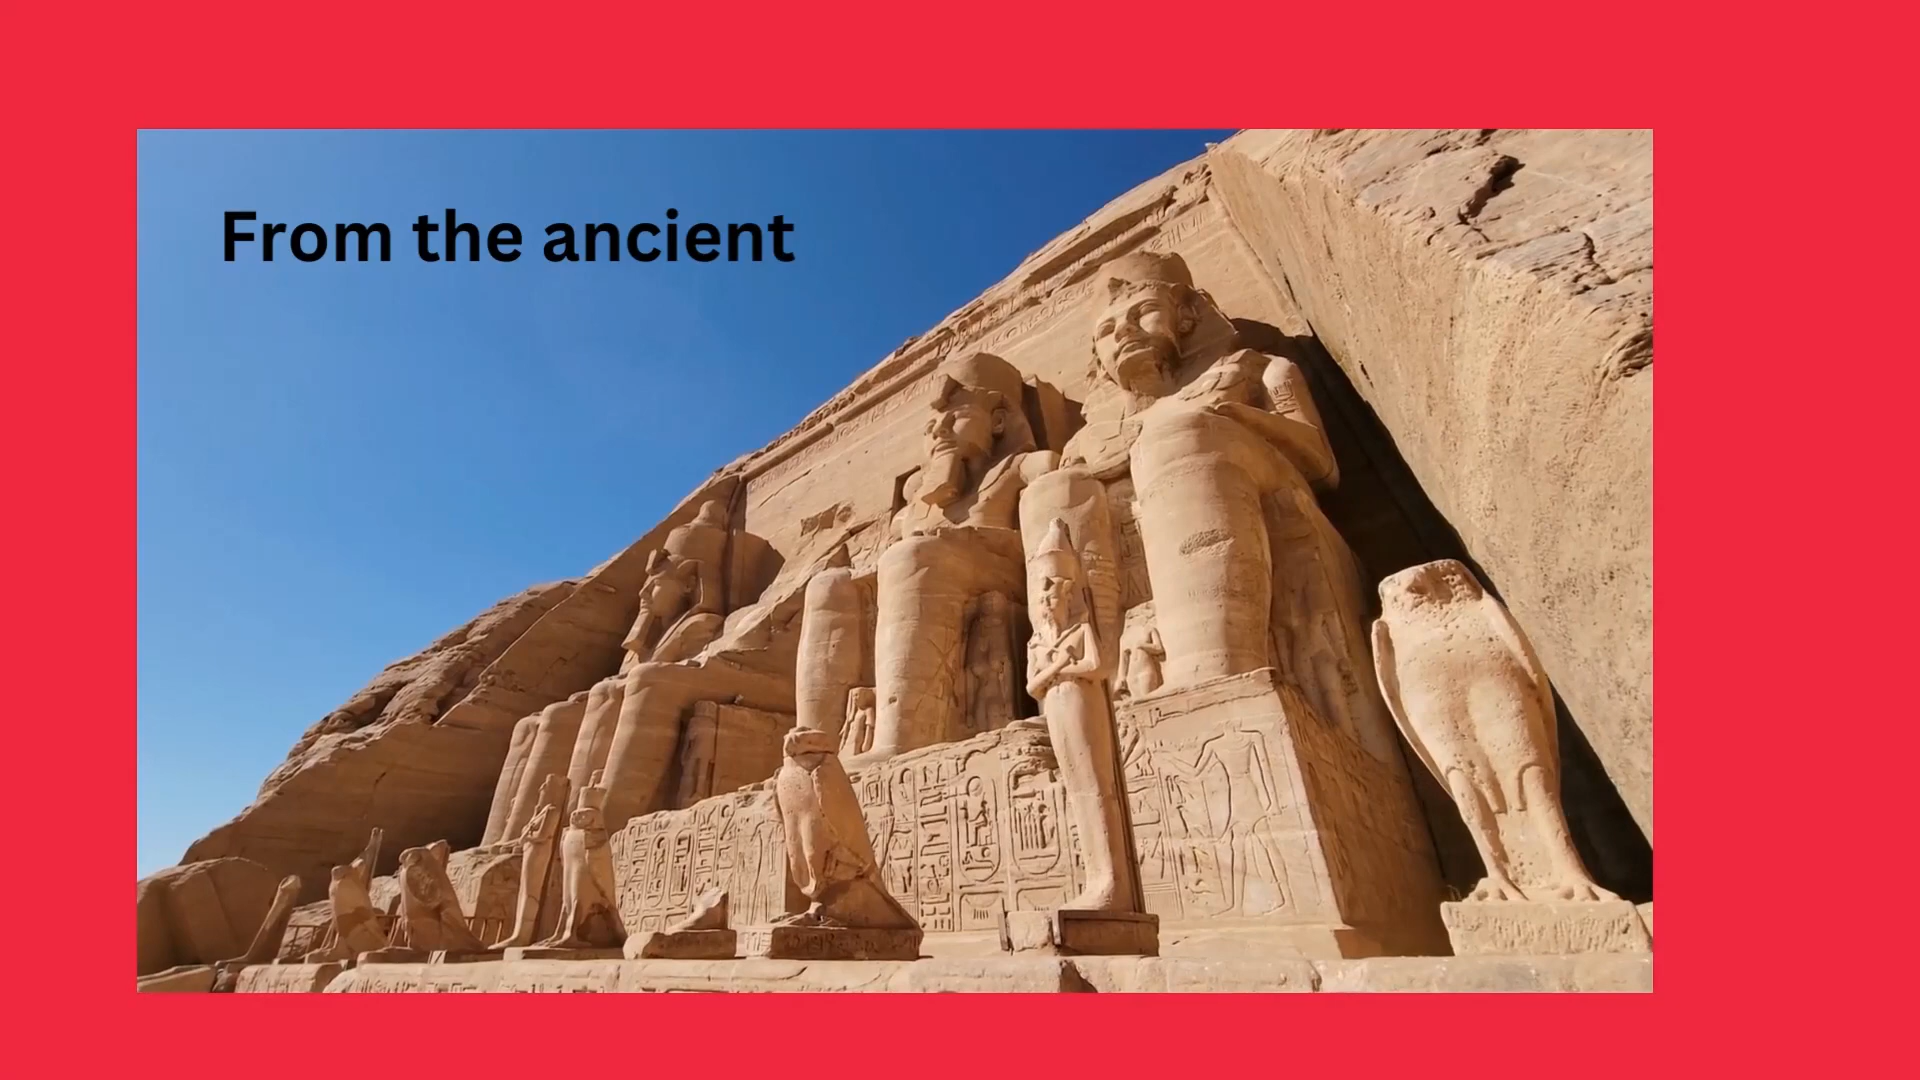 From the ancient